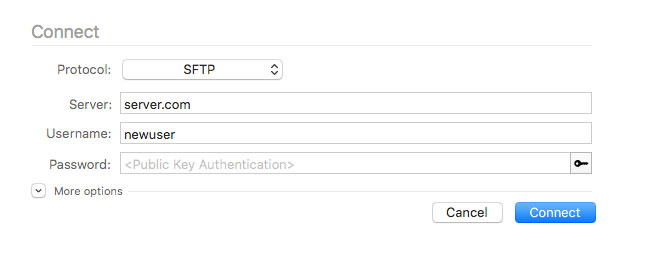 Connect
Protocol: SFTP
Server: server.com
Username: newuser
Password: <Public Key Authentication>
More options
Cancel Connect